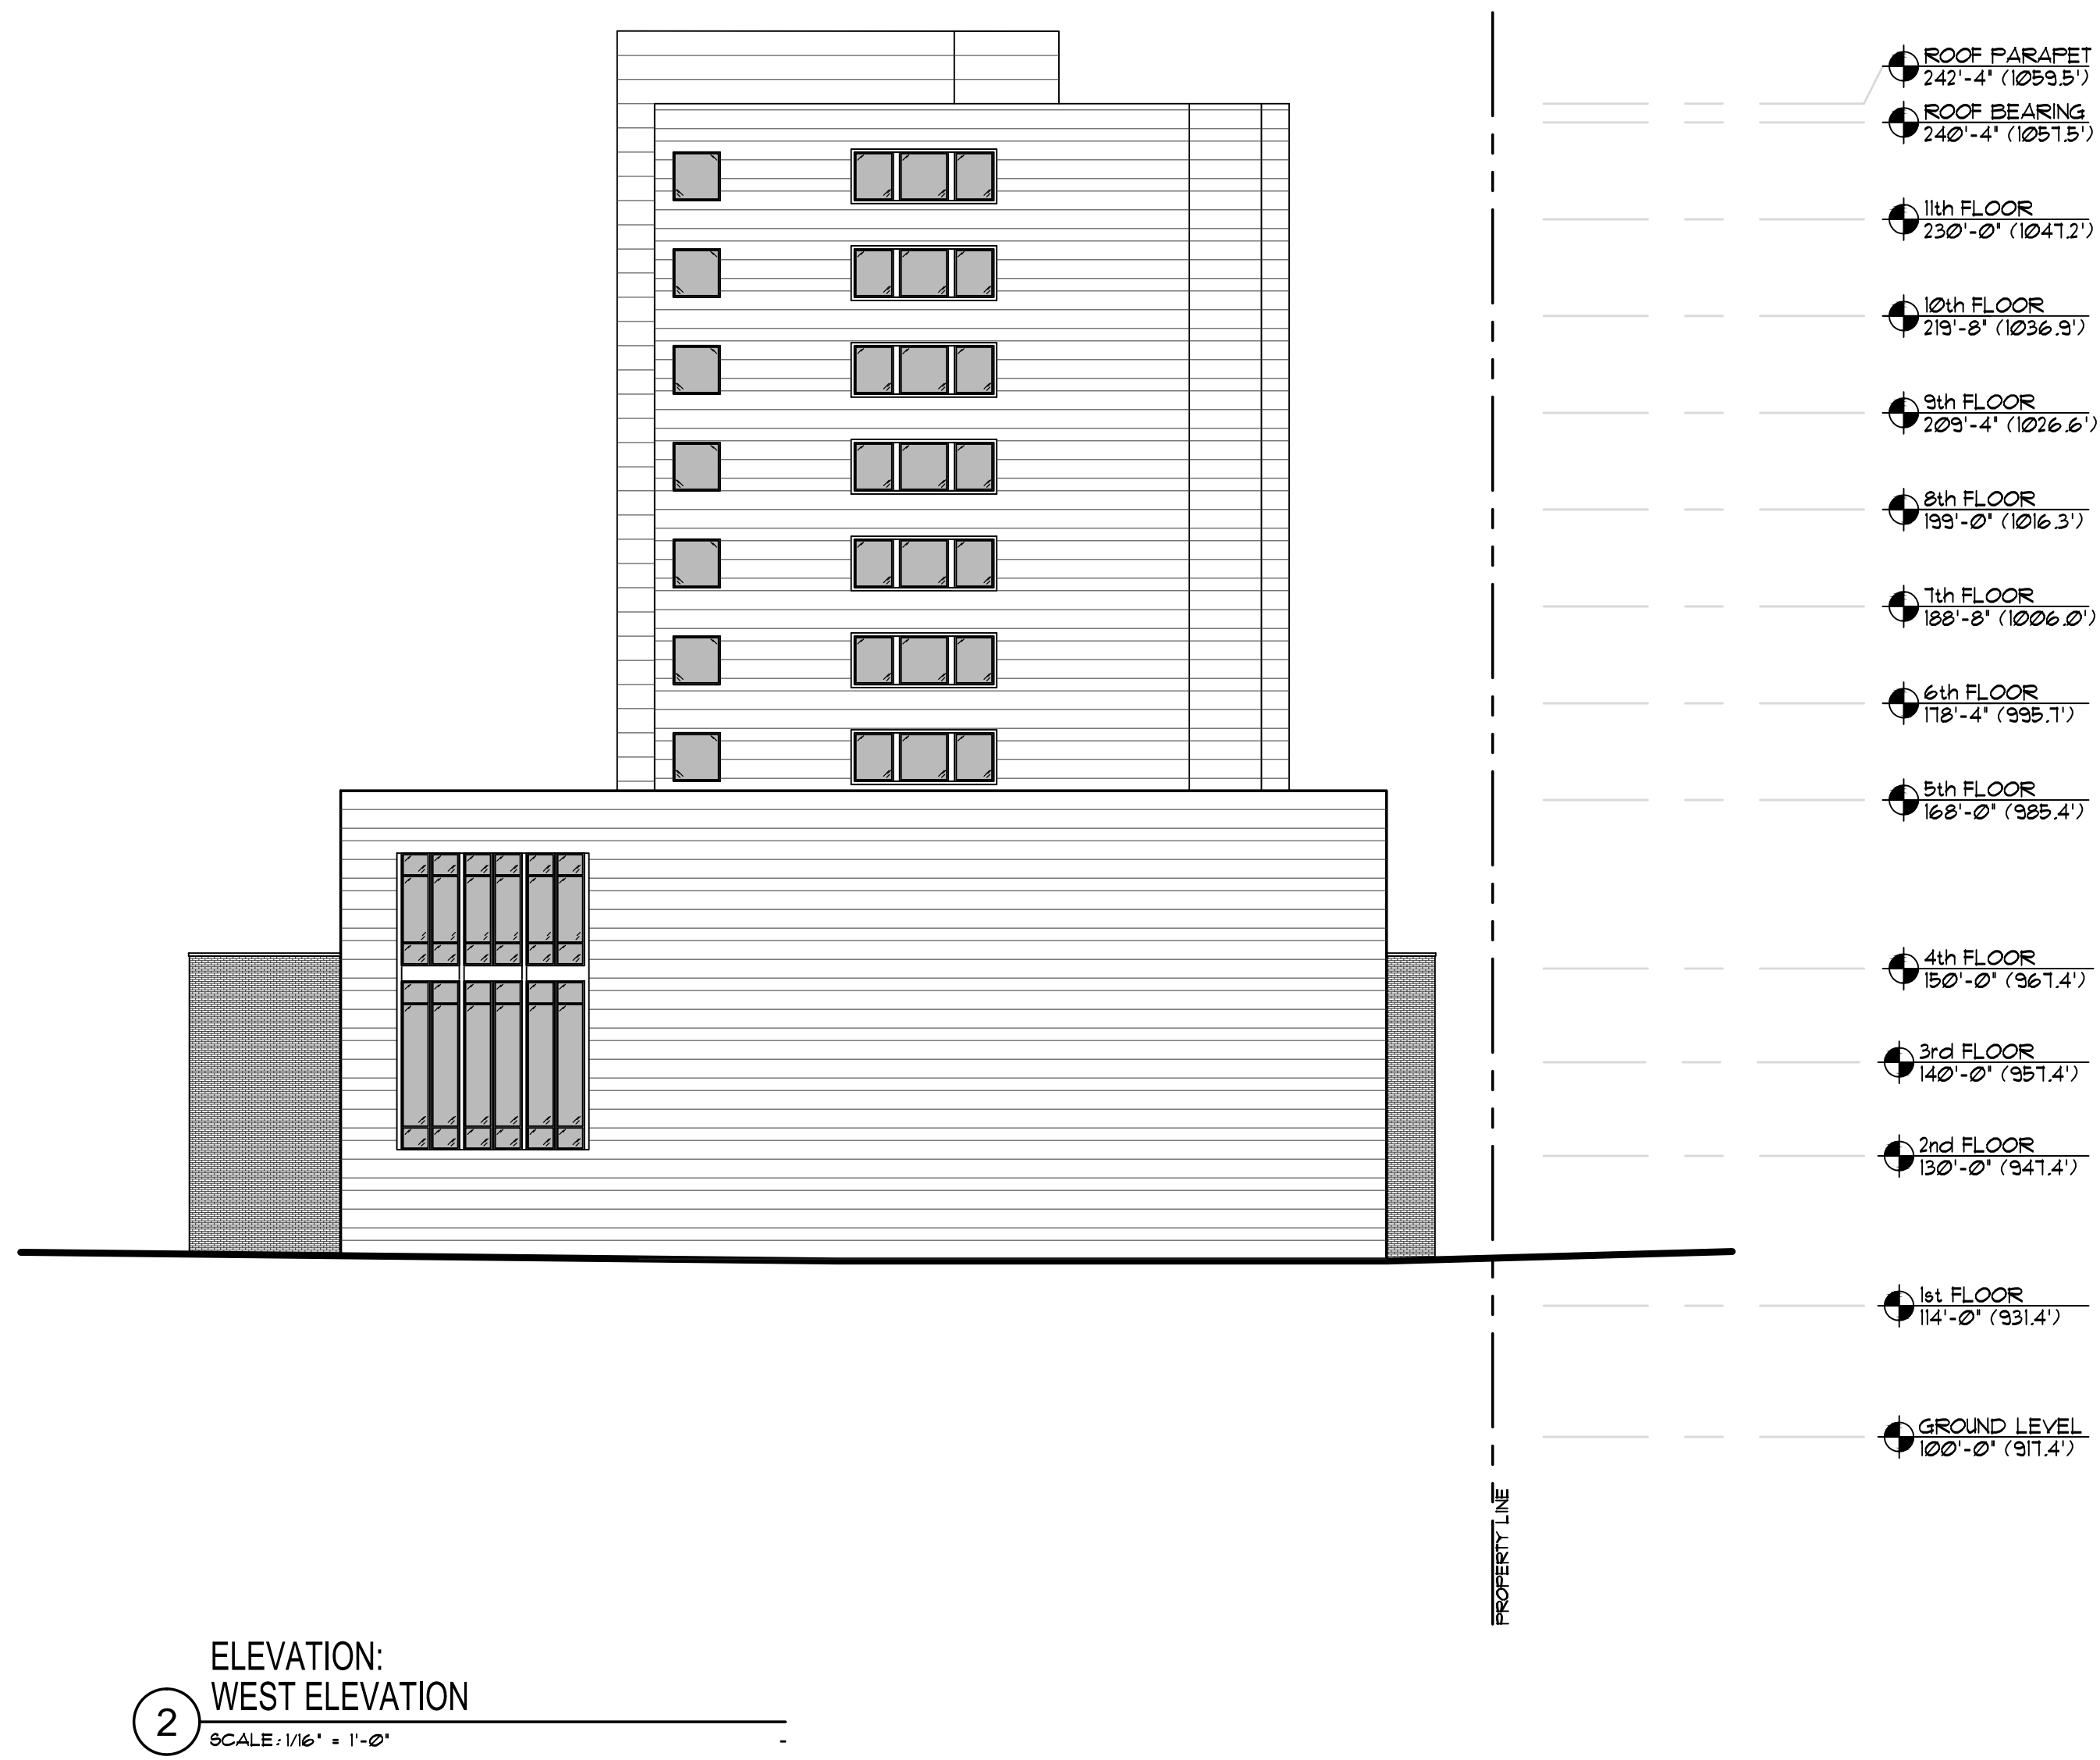 ROOF PARAPET
242'-4" (1059.5')
ROOF BEARING
240'-4" (1057.5')
11th FLOOR
230'-0" (1047.2')
10th FLOOR
219'-8" (1036.9')
9th FLOOR
209'-4" (1026.6')
8th FLOOR
199'-0" (1016.3')
7th FLOOR
188'-8" (1006.0')
6th FLOOR
178'-4" (995.7')
5th FLOOR
168'-0" (985.4')
4th FLOOR
150'-0" (967.4')
3rd FLOOR
140'-0" (957.4')
2nd FLOOR
130'-0" (947.4')
1st FLOOR
114'-0" (931.4')
GROUND LEVEL
100'-0" (917.4')
PROPERTY LINE
ELEVATION:
WEST ELEVATION
2
SCALE: 1/16" = 1'-0"
-